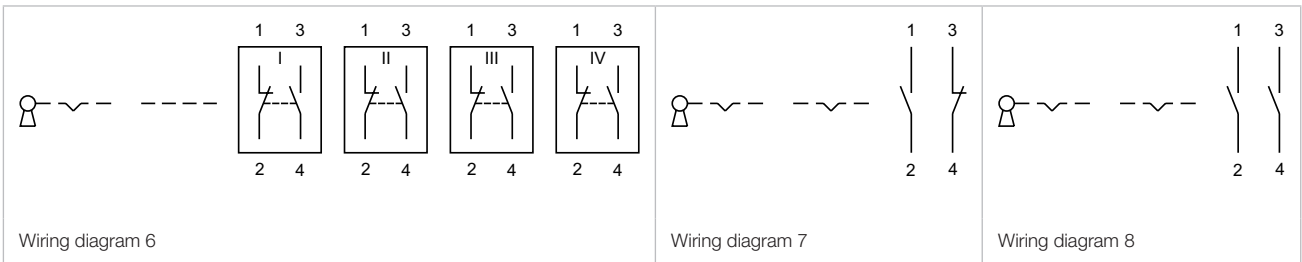 1 3 1 3 1 3 1 3 1 3 1 3
I II III IV
2 4 2 4 2 4 2 4 2 4 2 4
Wiring diagram 6 Wiring diagram 7 Wiring diagram 8